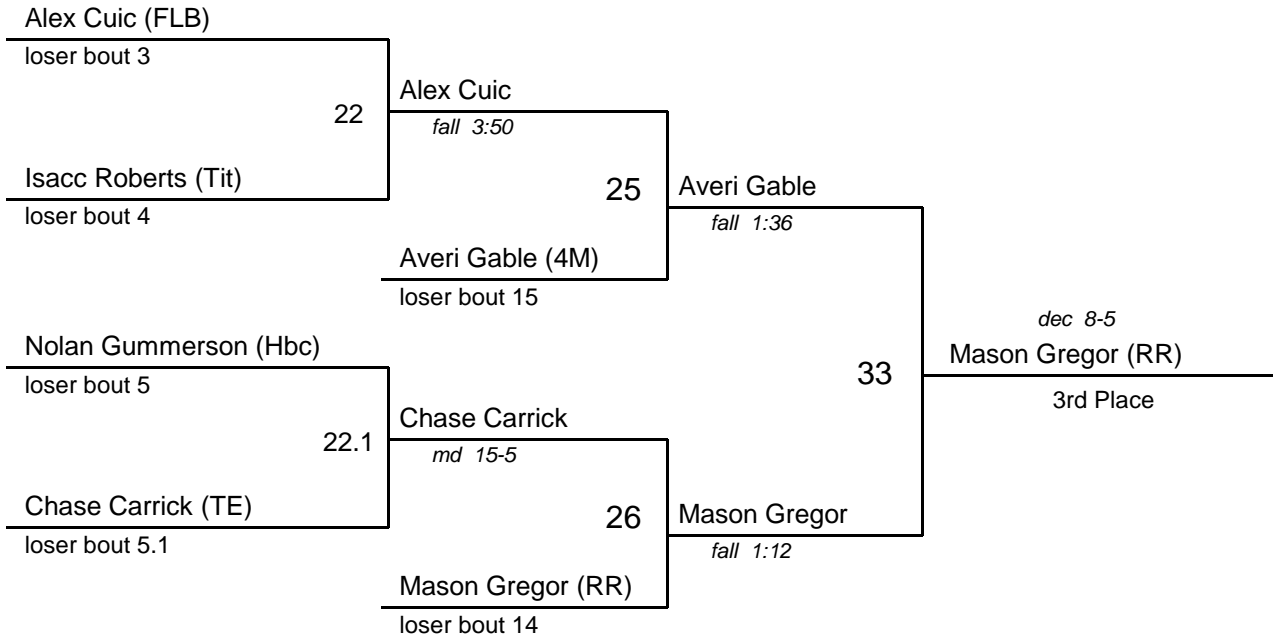 Alex Cuic (FLB)
loser bout 3
22
Alex Cuic
fall 3:50
Isacc Roberts (Tit)
loser bout 4
25
Averi Gable
fall 1:36
Averi Gable (4M)
loser bout 15
Nolan Gummerson (Hbc)
loser bout 5
22.1
Chase Carrick
md 15-5
Chase Carrick (TE)
loser bout 5.1
26
Mason Gregor
fall 1:12
Mason Gregor (RR)
loser bout 14
33
dec 8-5
Mason Gregor (RR)
3rd Place